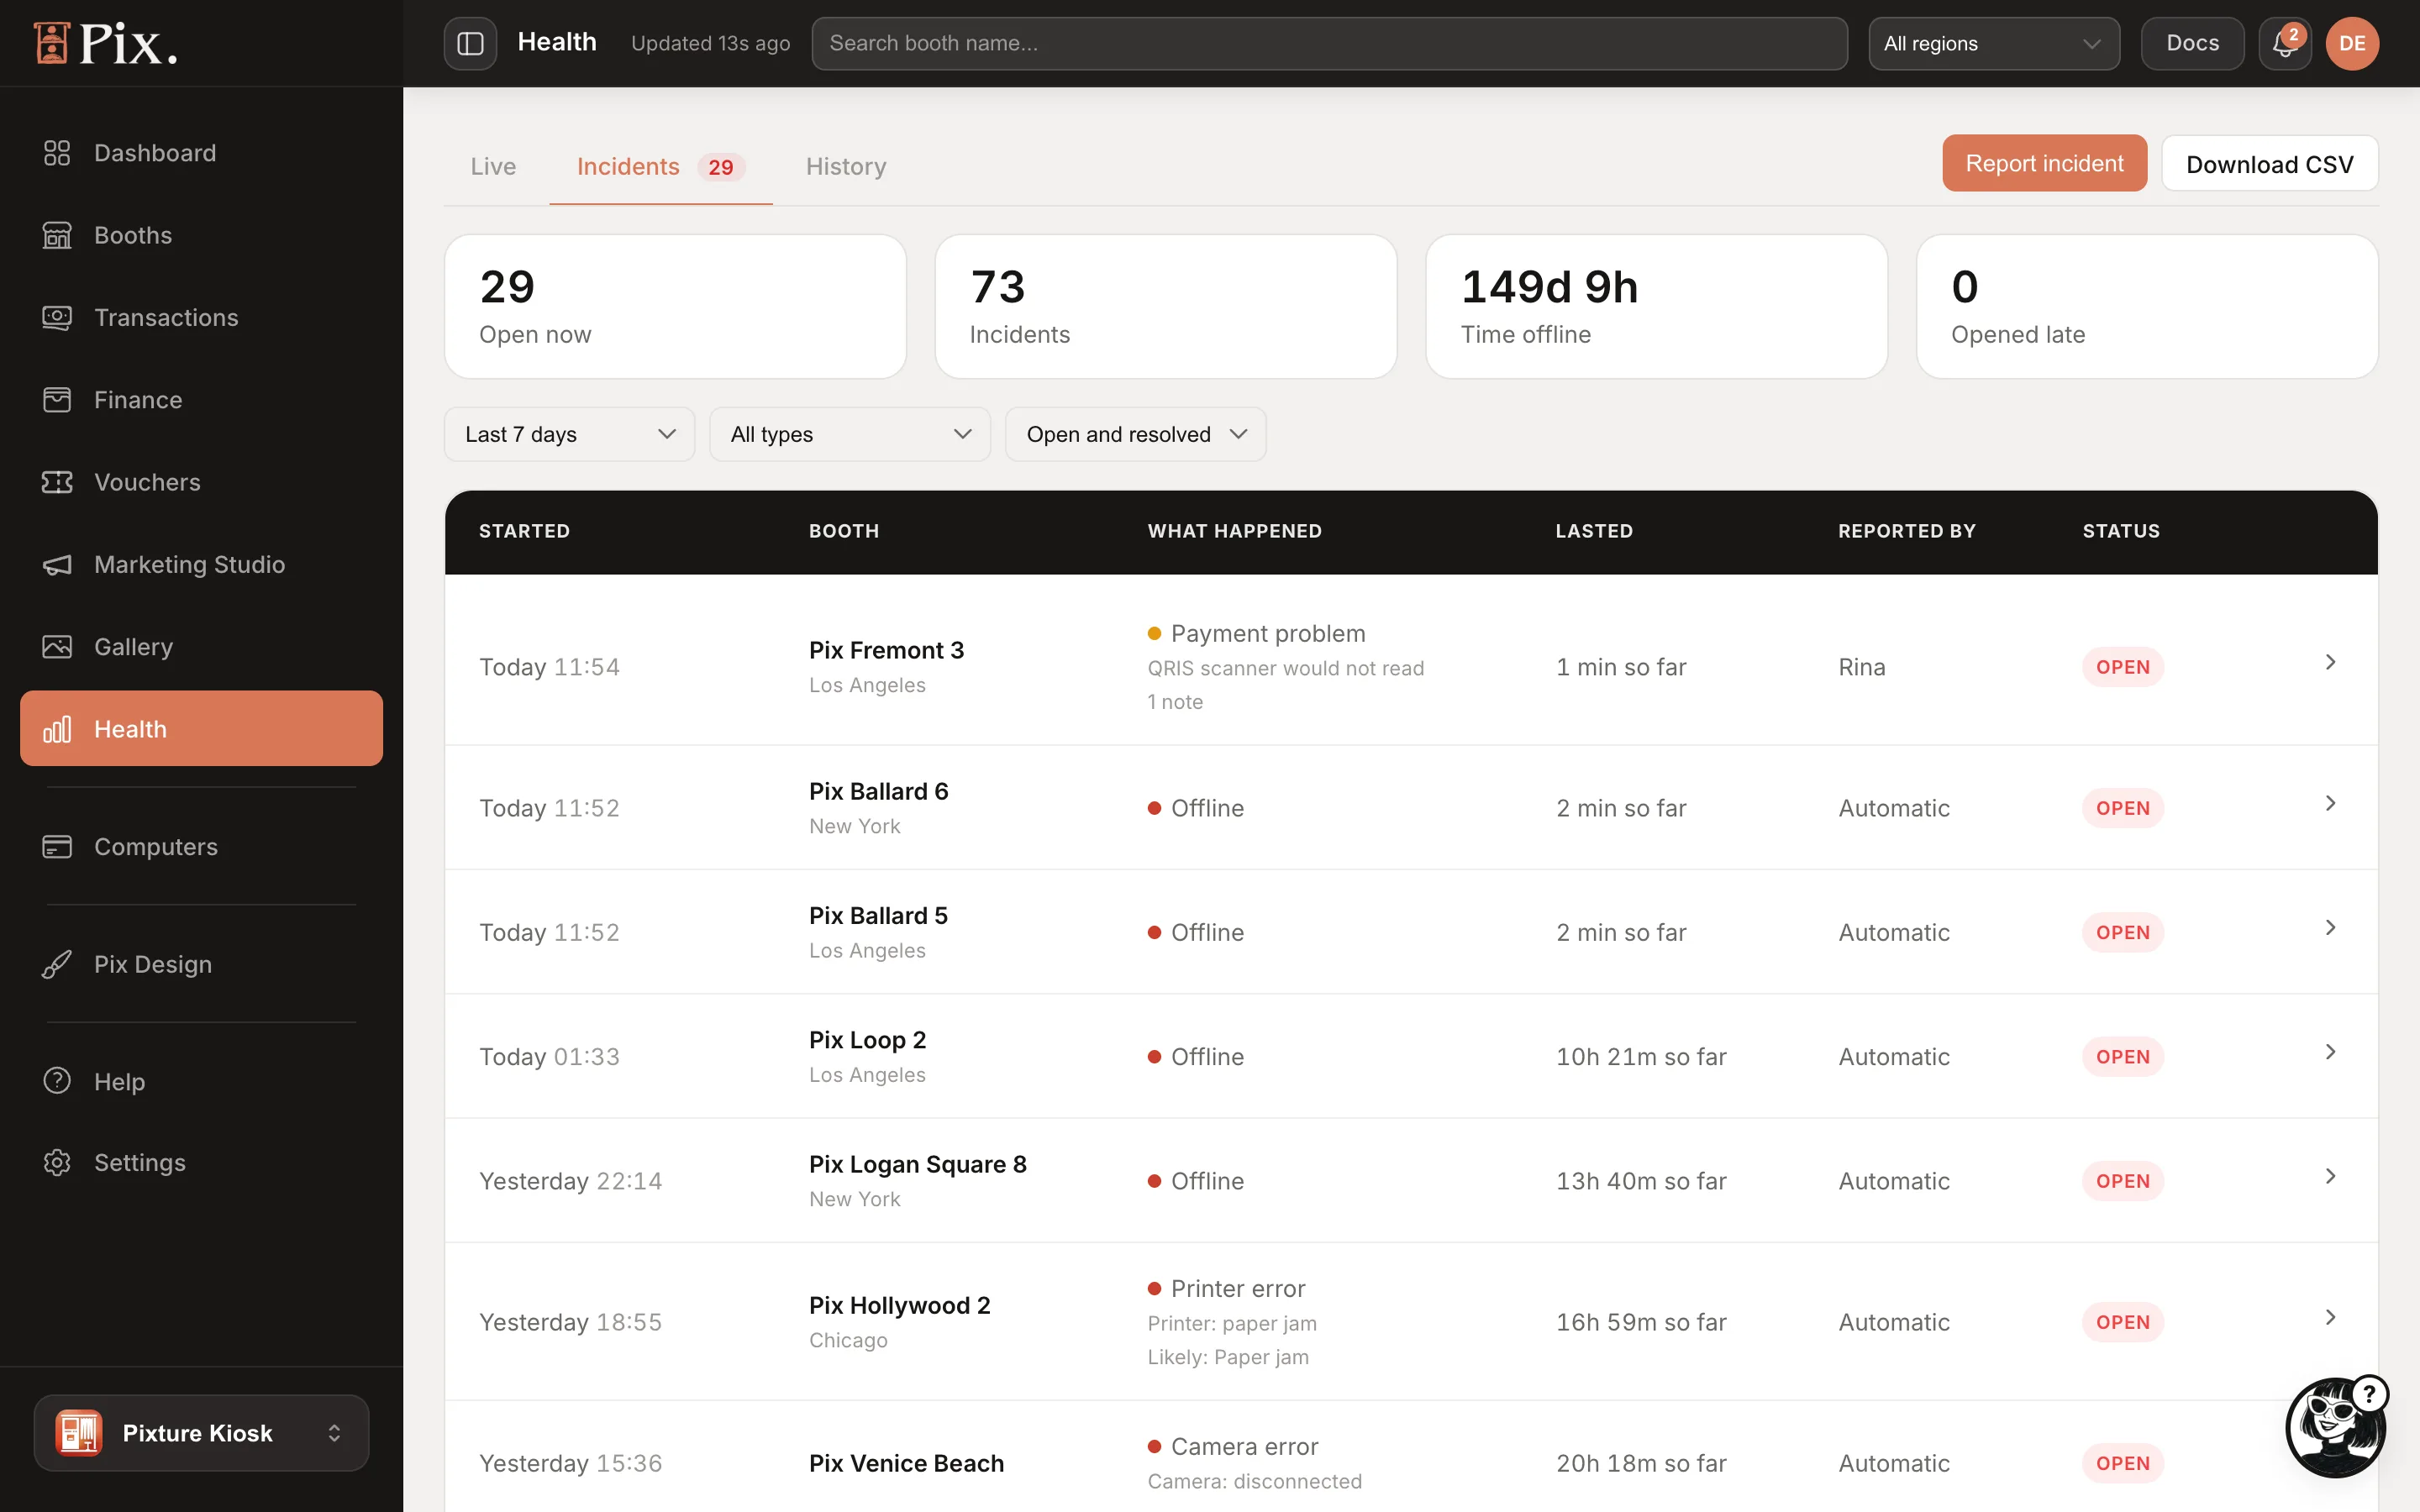 Pix.
Health
Updated 13s ago
Search booth name...
All regions
Docs
2
DE
Dashboard
Booths
Transactions
Finance
Vouchers
Marketing Studio
Gallery
Health
Computers
Pix Design
Help
Settings
Pixture Kiosk
Live
Incidents 29
History
Report incident
Download CSV
29
Open now
73
Incidents
149d 9h
Time offline
0
Opened late
Last 7 days
All types
Open and resolved
STARTED BOOTH WHAT HAPPENED LASTED REPORTED BY STATUS
Today 11:54
Pix Fremont 3
Los Angeles
Payment problem
QRIS scanner would not read
1 note
1 min so far
Rina
OPEN
Today 11:52
Pix Ballard 6
New York
Offline
2 min so far
Automatic
OPEN
Today 11:52
Pix Ballard 5
Los Angeles
Offline
2 min so far
Automatic
OPEN
Today 01:33
Pix Loop 2
Los Angeles
Offline
10h 21m so far
Automatic
OPEN
Yesterday 22:14
Pix Logan Square 8
New York
Offline
13h 40m so far
Automatic
OPEN
Yesterday 18:55
Pix Hollywood 2
Chicago
Printer error
Printer: paper jam
Likely: Paper jam
16h 59m so far
Automatic
OPEN
Yesterday 15:36
Pix Venice Beach
Camera error
Camera: disconnected
20h 18m so far
Automatic
OPEN
?